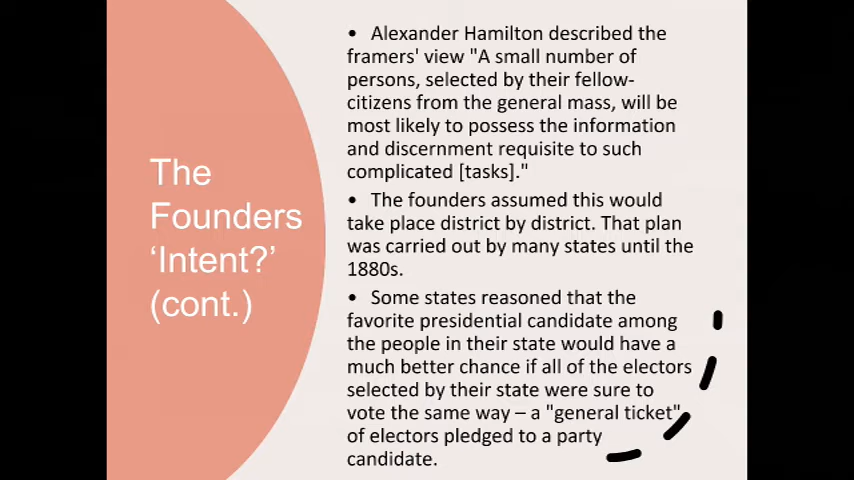 The
Founders
‘Intent?’
(cont.)
• Alexander Hamilton described the
framers' view "A small number of
persons, selected by their fellow-
citizens from the general mass, will be
most likely to possess the information
and discernment requisite to such
complicated [tasks]."
• The founders assumed this would
take place district by district. That plan
was carried out by many states until the
1880s.
• Some states reasoned that the
favorite presidential candidate among
the people in their state would have a
much better chance if all of the electors
selected by their state were sure to
vote the same way – a "general ticket"
of electors pledged to a party
candidate.